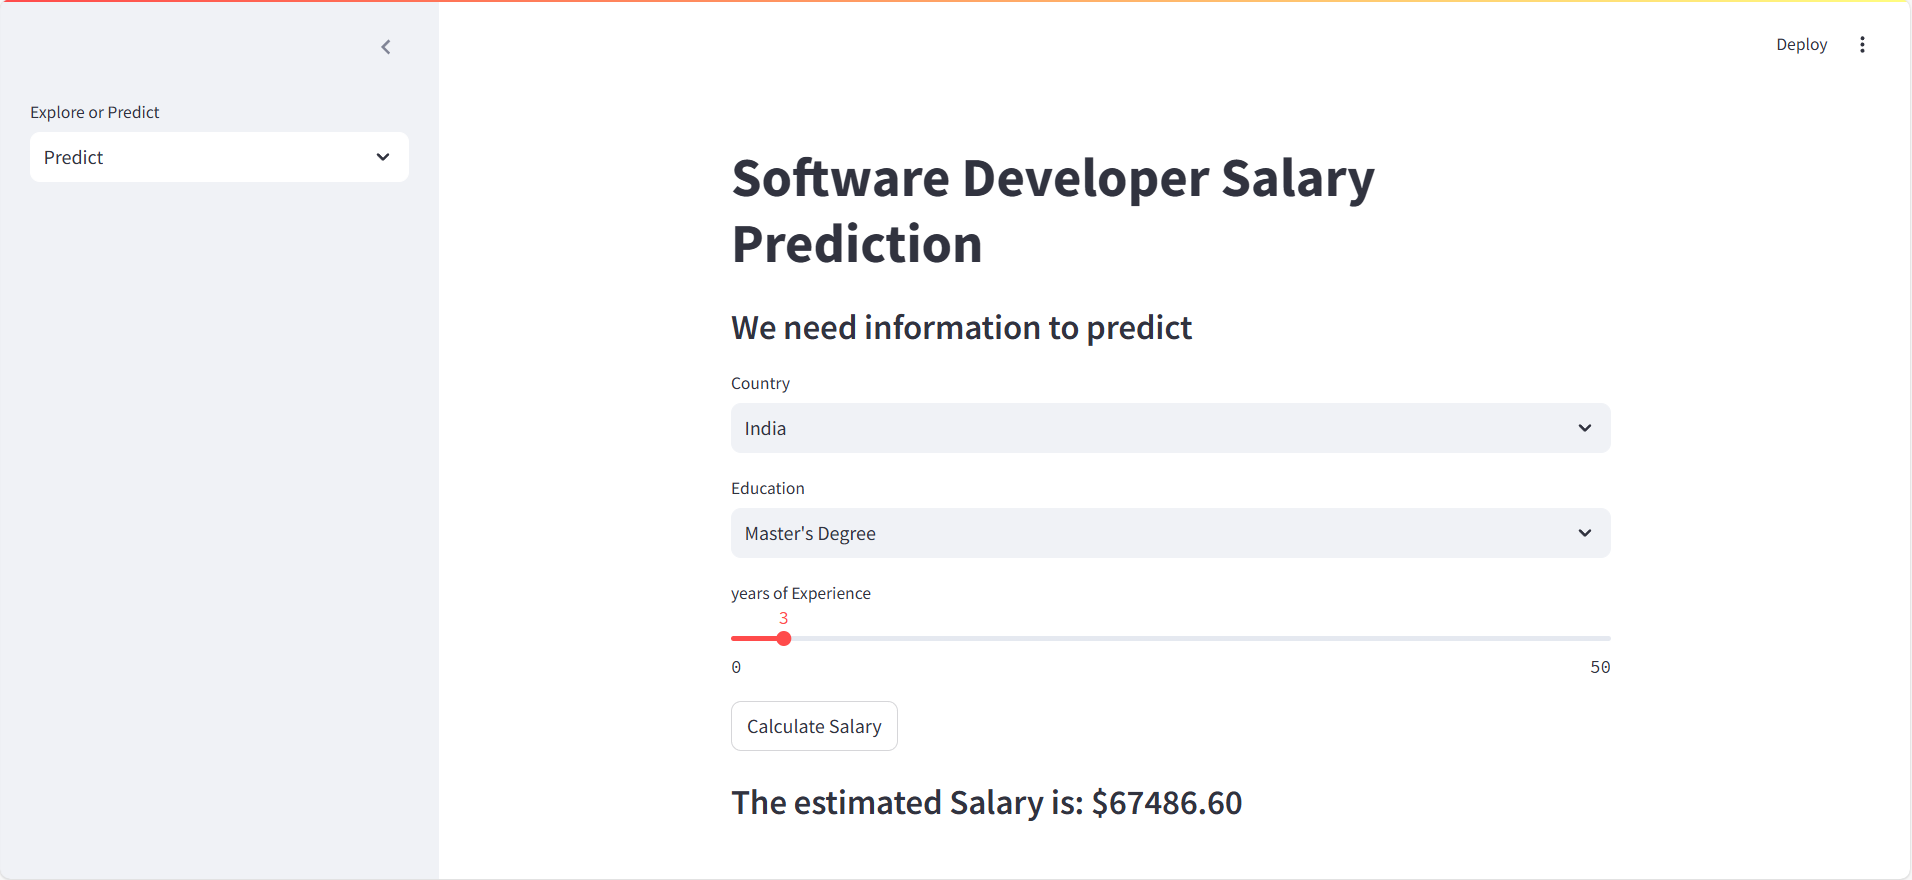 Deploy
Explore or Predict
Predict
Software Developer Salary
Prediction
We need information to predict
Country
India
Education
Master's Degree
years of Experience
3
0 50
Calculate Salary
The estimated Salary is: $67486.60